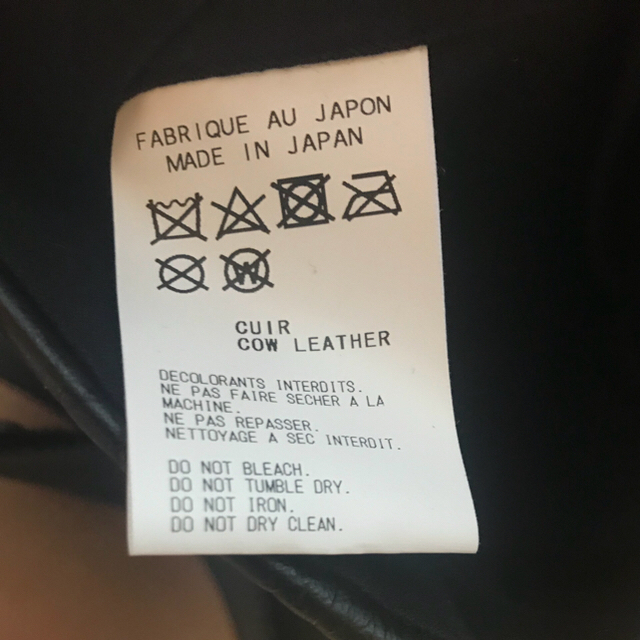 FABRIQUE AU JAPON
MADE IN JAPAN
W
CUIR
COW LEATHER
DECOLORANTS INTERDITS.
NE PAS FAIRE SECHER A LA
MACHINE.
NE PAS REPASSER.
NETTOYAGE A SEC INTERDIT.
DO NOT BLEACH.
DO NOT TUMBLE DRY.
DO NOT IRON.
DO NOT DRY CLEAN.